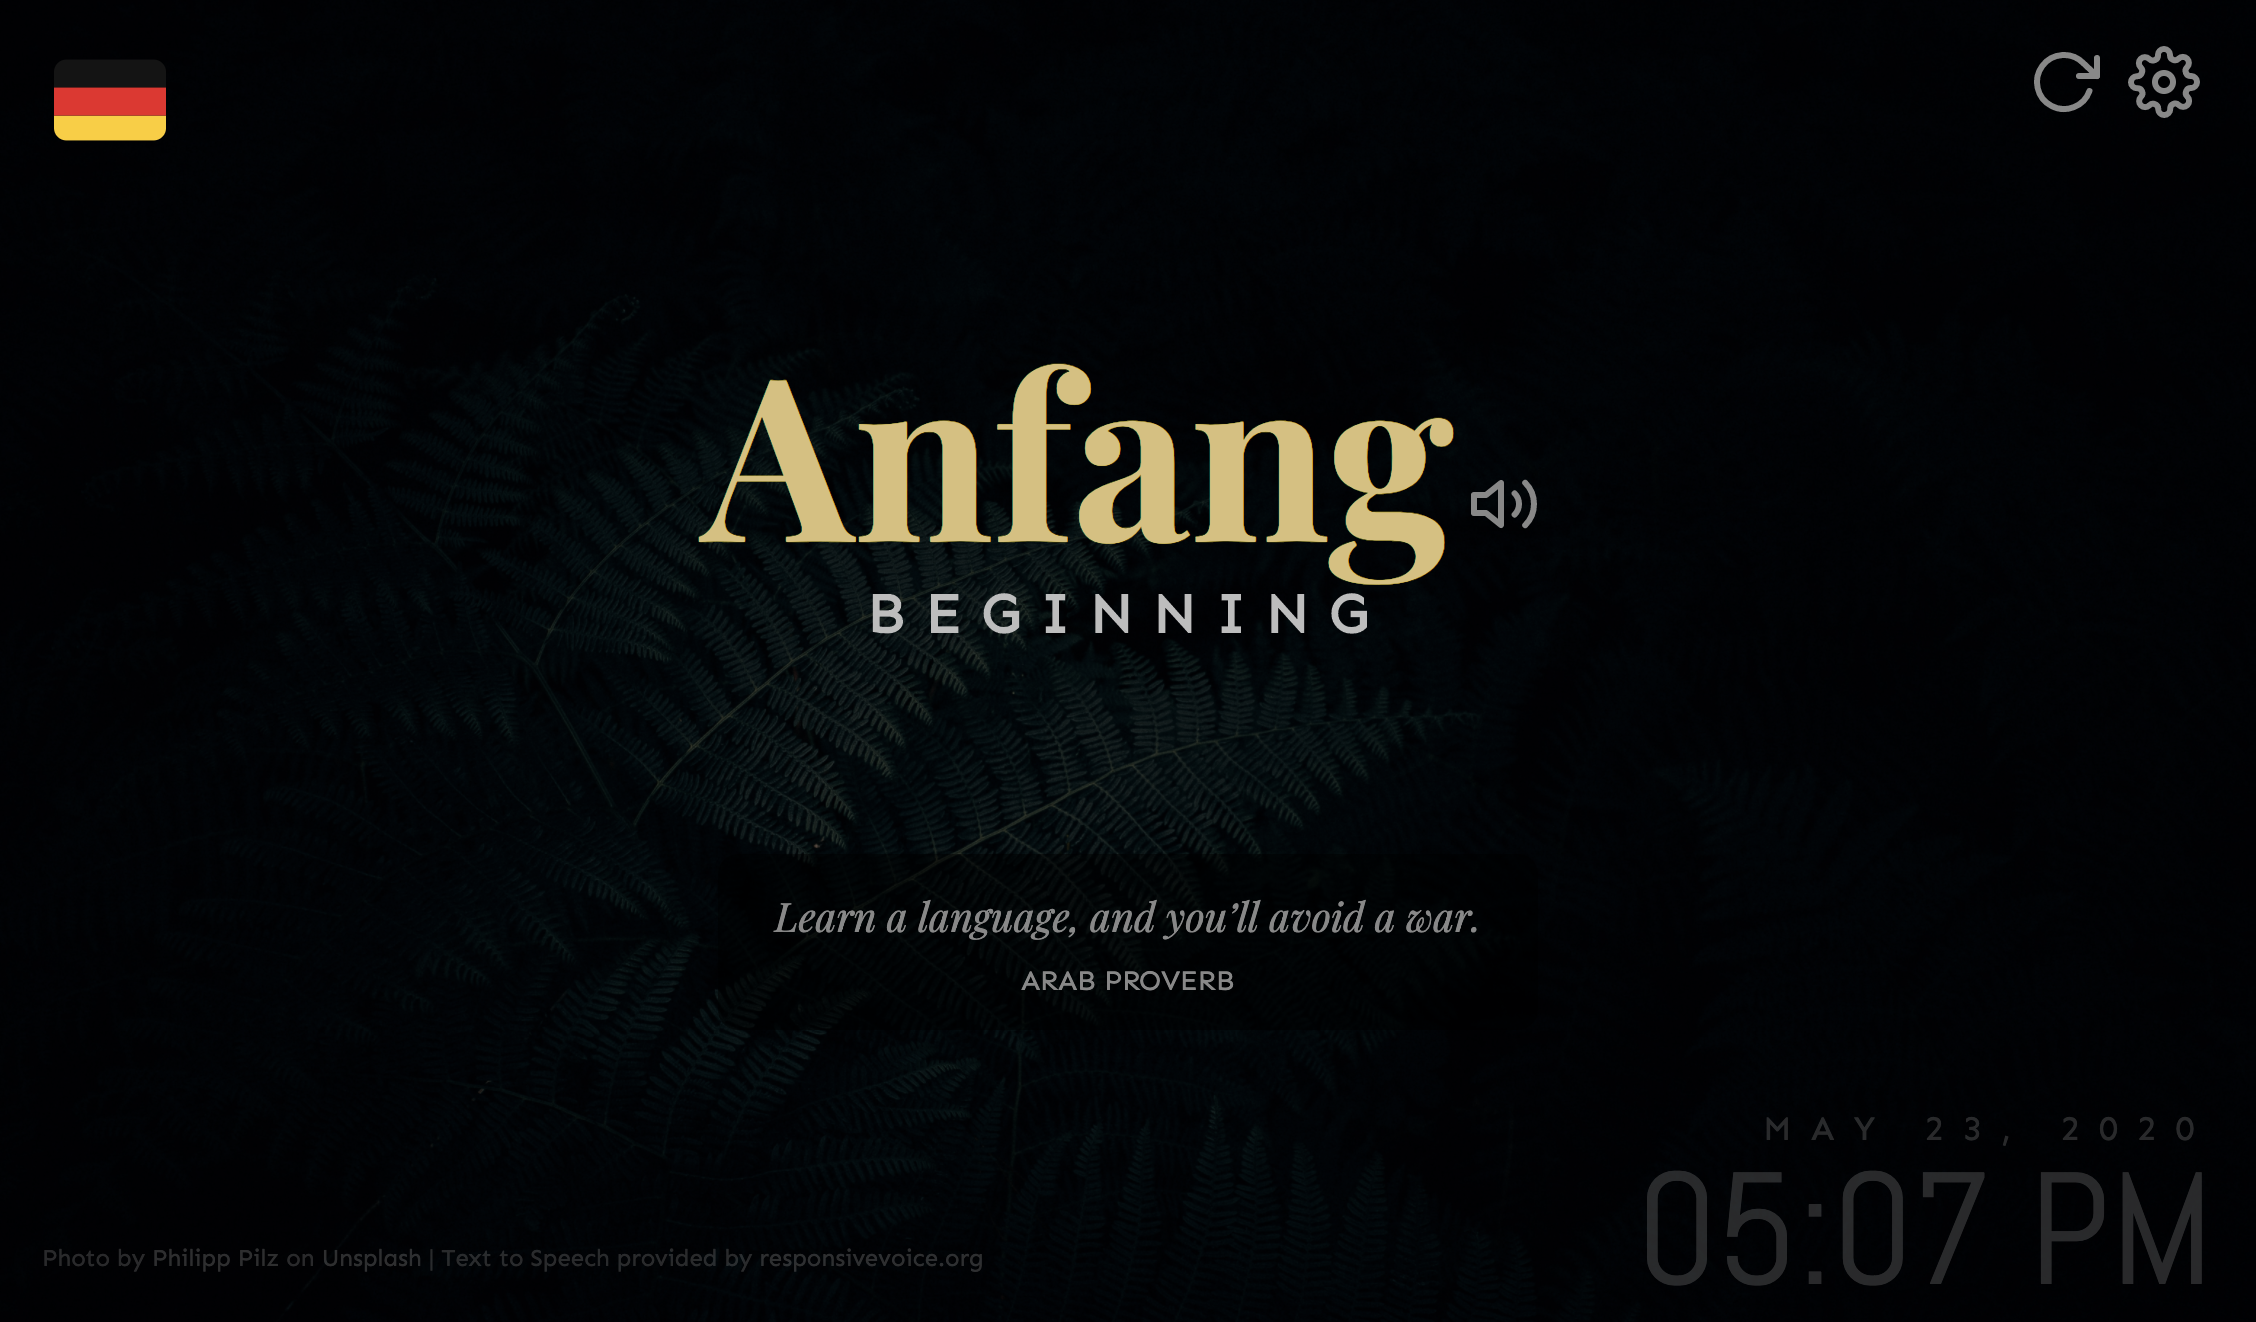 Anfang
BEGINNING
Learn a language, and you’ll avoid a war.
ARAB PROVERB
MAY 23, 2020
05:07 PM
Photo by Philipp Pilz on Unsplash | Text to Speech provided by responsivevoice.org